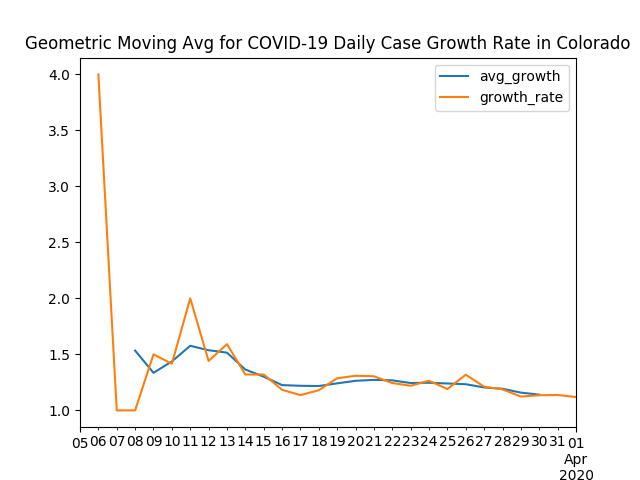 Geometric Moving Avg for COVID-19 Daily Case Growth Rate in Colorado
avg_growth
growth_rate
4.0
3.5
3.0
2.5
2.0
1.5
1.0
05 06 07 08 09 10 11 12 13 14 15 16 17 18 19 20 21 22 23 24 25 26 27 28 29 30 31 01
Apr
2020